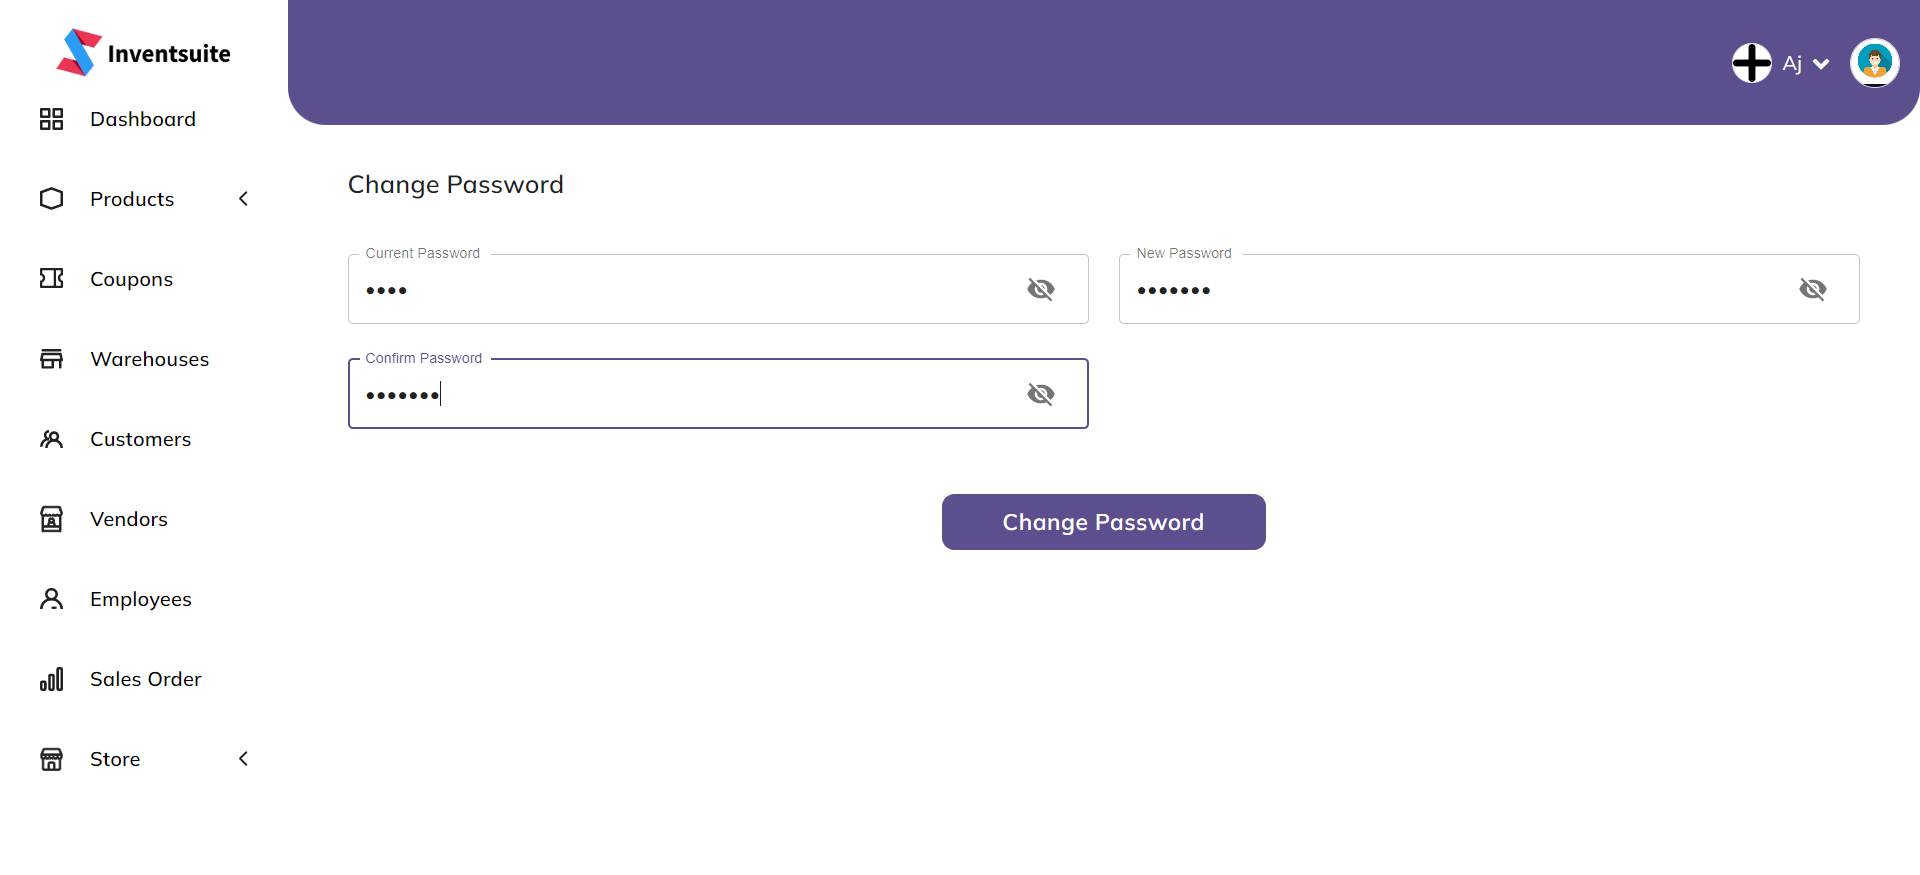 Inventsuite
Aj
Dashboard
Products
Coupons
Warehouses
Customers
Vendors
Employees
Sales Order
Store
Change Password
Current Password
••••
New Password
•••••••
Confirm Password
•••••••
Change Password